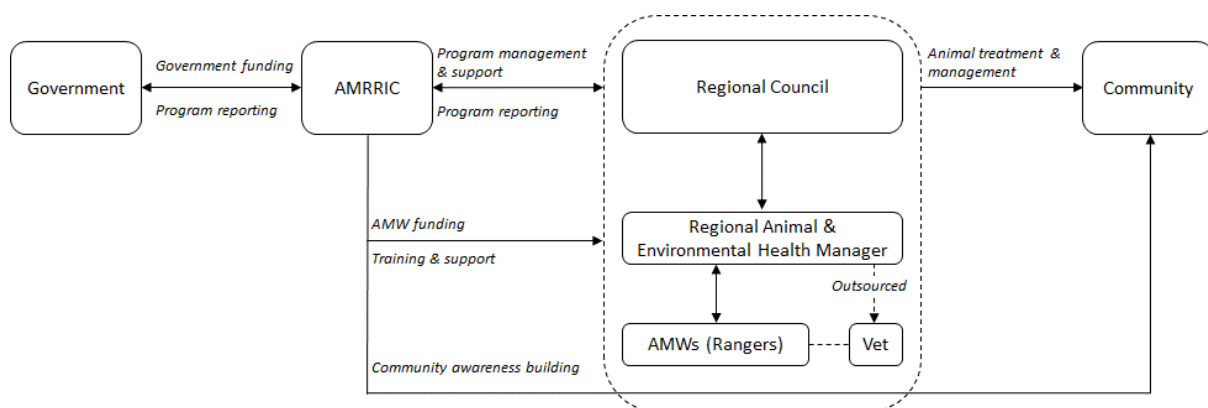 Government
Government funding
Program reporting
AMRRIC
Program management
& support
Program reporting
Regional Council
Animal treatment &
management
Community
AMW funding
Training & support
Regional Animal &
Environmental Health Manager
Outsourced
AMWs (Rangers)
Vet
Community awareness building